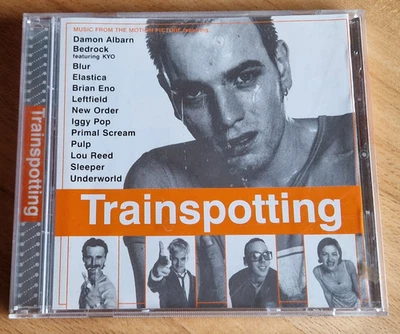 MUSIC FROM THE MOTION PICTURE features
Damon Albarn
Bedrock
featuring KYO
Blur
Elastica
Brian Eno
Leftfield
New Order
Iggy Pop
Primal Scream
Pulp
Lou Reed
Sleeper
Underworld
Trainspotting
Trainspotting